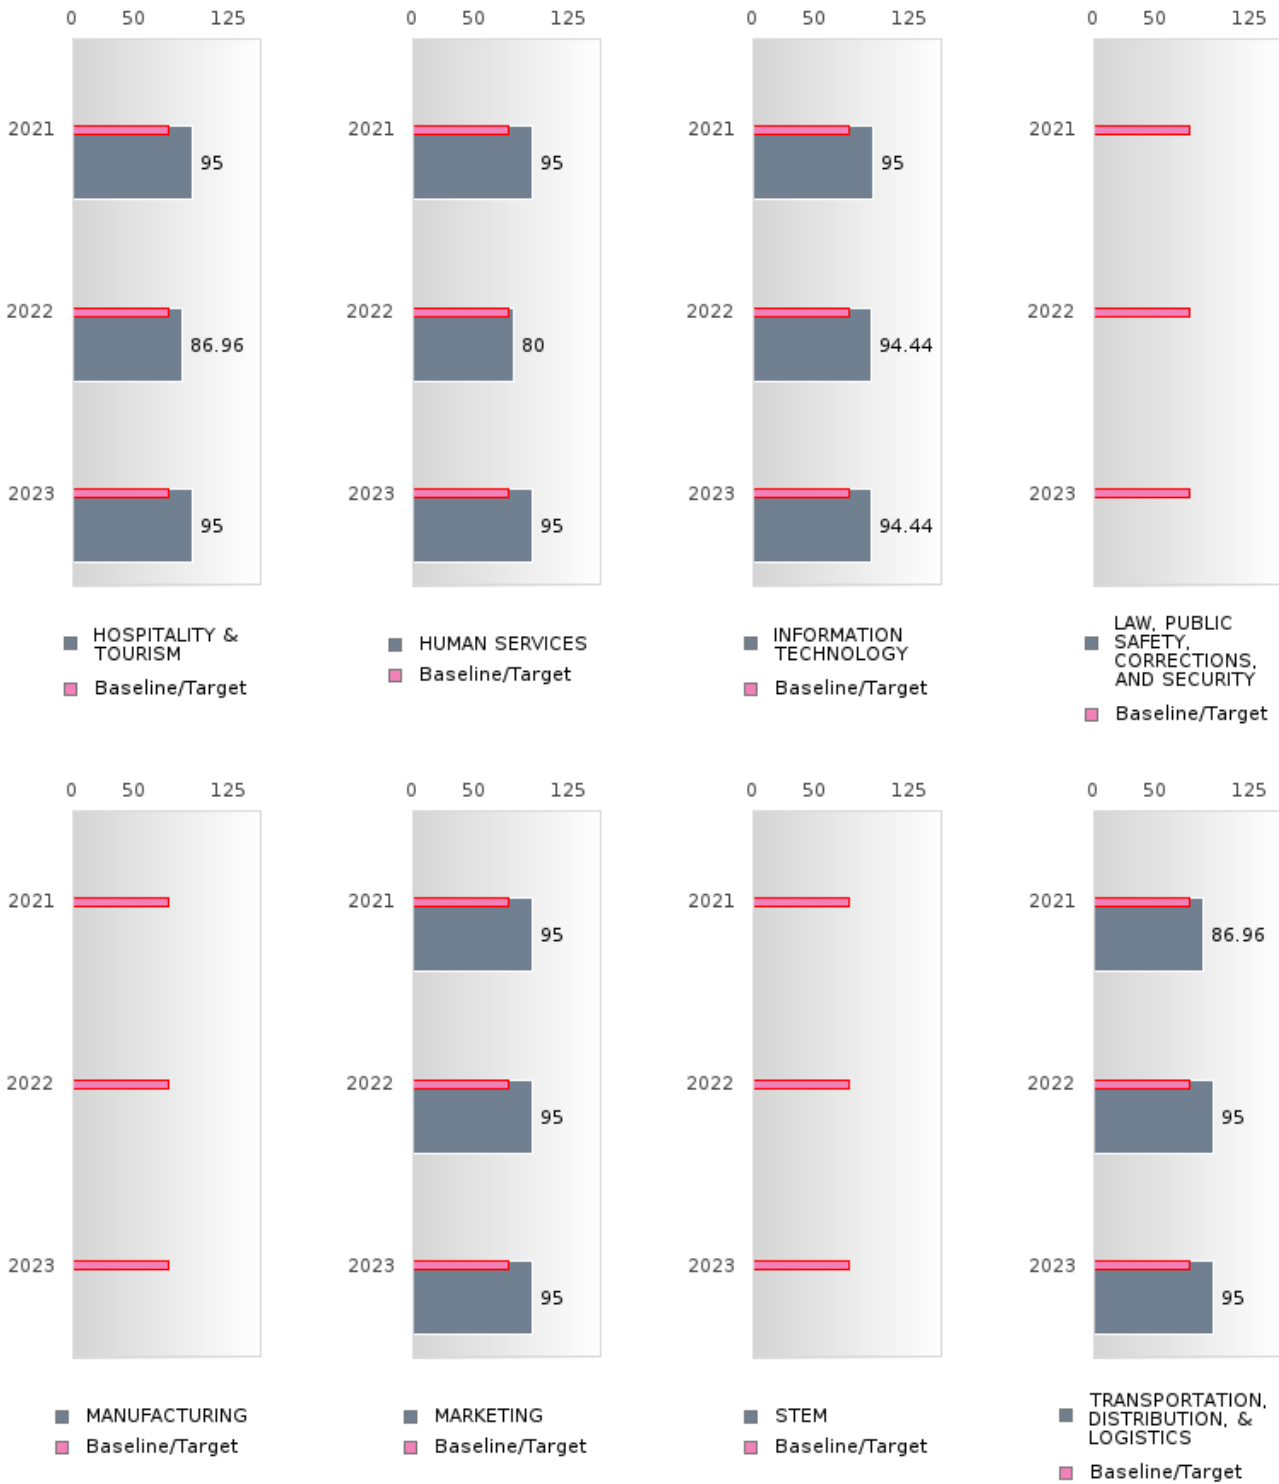 0 50 125
2021
95
2022
86.96
2023
95
HOSPITALITY &
TOURISM
Baseline/Target
0 50 125
2021
95
2022
80
2023
95
HUMAN SERVICES
Baseline/Target
0 50 125
2021
95
2022
94.44
2023
94.44
INFORMATION
TECHNOLOGY
Baseline/Target
0 50 125
2021
2022
2023
LAW, PUBLIC
SAFETY,
CORRECTIONS,
AND SECURITY
Baseline/Target
0 50 125
2021
2022
2023
MANUFACTURING
Baseline/Target
0 50 125
2021
95
2022
95
2023
95
MARKETING
Baseline/Target
0 50 125
2021
2022
2023
STEM
Baseline/Target
0 50 125
2021
86.96
2022
95
2023
95
TRANSPORTATION,
DISTRIBUTION, &
LOGISTICS
Baseline/Target